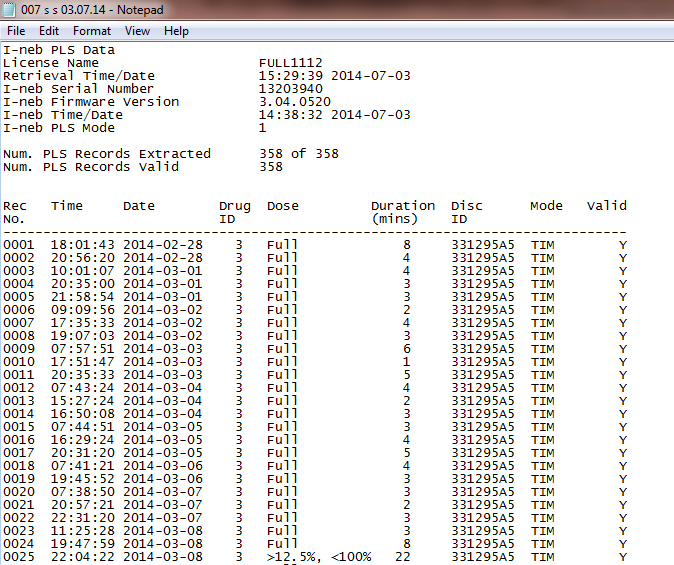 007 s s 03.07.14 - Notepad
File Edit Format View Help
I-neb PLS Data
License Name FULL1112
Retrieval Time/Date 15:29:39 2014-07-03
I-neb Serial Number 13203940
I-neb Firmware Version 3.04.0520
I-neb Time/Date 14:38:32 2014-07-03
I-neb PLS Mode 1
Num. PLS Records Extracted 358 of 358
Num. PLS Records Valid 358
Rec Time Date Drug Dose Duration Disc Mode Valid
No. ID (mins) ID
--------------------------------------------------------------------------------
0001 18:01:43 2014-02-28 3 Full 8 331295A5 TIM Y
0002 20:56:20 2014-02-28 3 Full 4 331295A5 TIM Y
0003 10:01:07 2014-03-01 3 Full 4 331295A5 TIM Y
0004 20:35:00 2014-03-01 3 Full 3 331295A5 TIM Y
0005 21:58:54 2014-03-01 3 Full 3 331295A5 TIM Y
0006 09:09:56 2014-03-02 3 Full 2 331295A5 TIM Y
0007 17:35:33 2014-03-02 3 Full 4 331295A5 TIM Y
0008 19:07:03 2014-03-02 3 Full 3 331295A5 TIM Y
0009 07:57:51 2014-03-03 3 Full 6 331295A5 TIM Y
0010 17:51:47 2014-03-03 3 Full 1 331295A5 TIM Y
0011 20:35:33 2014-03-03 3 Full 5 331295A5 TIM Y
0012 07:43:24 2014-03-04 3 Full 4 331295A5 TIM Y
0013 15:27:24 2014-03-04 3 Full 2 331295A5 TIM Y
0014 16:50:08 2014-03-04 3 Full 3 331295A5 TIM Y
0015 07:44:51 2014-03-05 3 Full 3 331295A5 TIM Y
0016 16:29:24 2014-03-05 3 Full 4 331295A5 TIM Y
0017 20:31:20 2014-03-05 3 Full 5 331295A5 TIM Y
0018 07:41:21 2014-03-06 3 Full 4 331295A5 TIM Y
0019 19:45:52 2014-03-06 3 Full 3 331295A5 TIM Y
0020 07:38:50 2014-03-07 3 Full 3 331295A5 TIM Y
0021 20:57:21 2014-03-07 3 Full 2 331295A5 TIM Y
0022 22:31:20 2014-03-07 3 Full 3 331295A5 TIM Y
0023 11:25:28 2014-03-08 3 Full 3 331295A5 TIM Y
0024 19:47:59 2014-03-08 3 Full 8 331295A5 TIM Y
0025 22:04:22 2014-03-08 3 >12.5%, <100% 22 331295A5 TIM Y